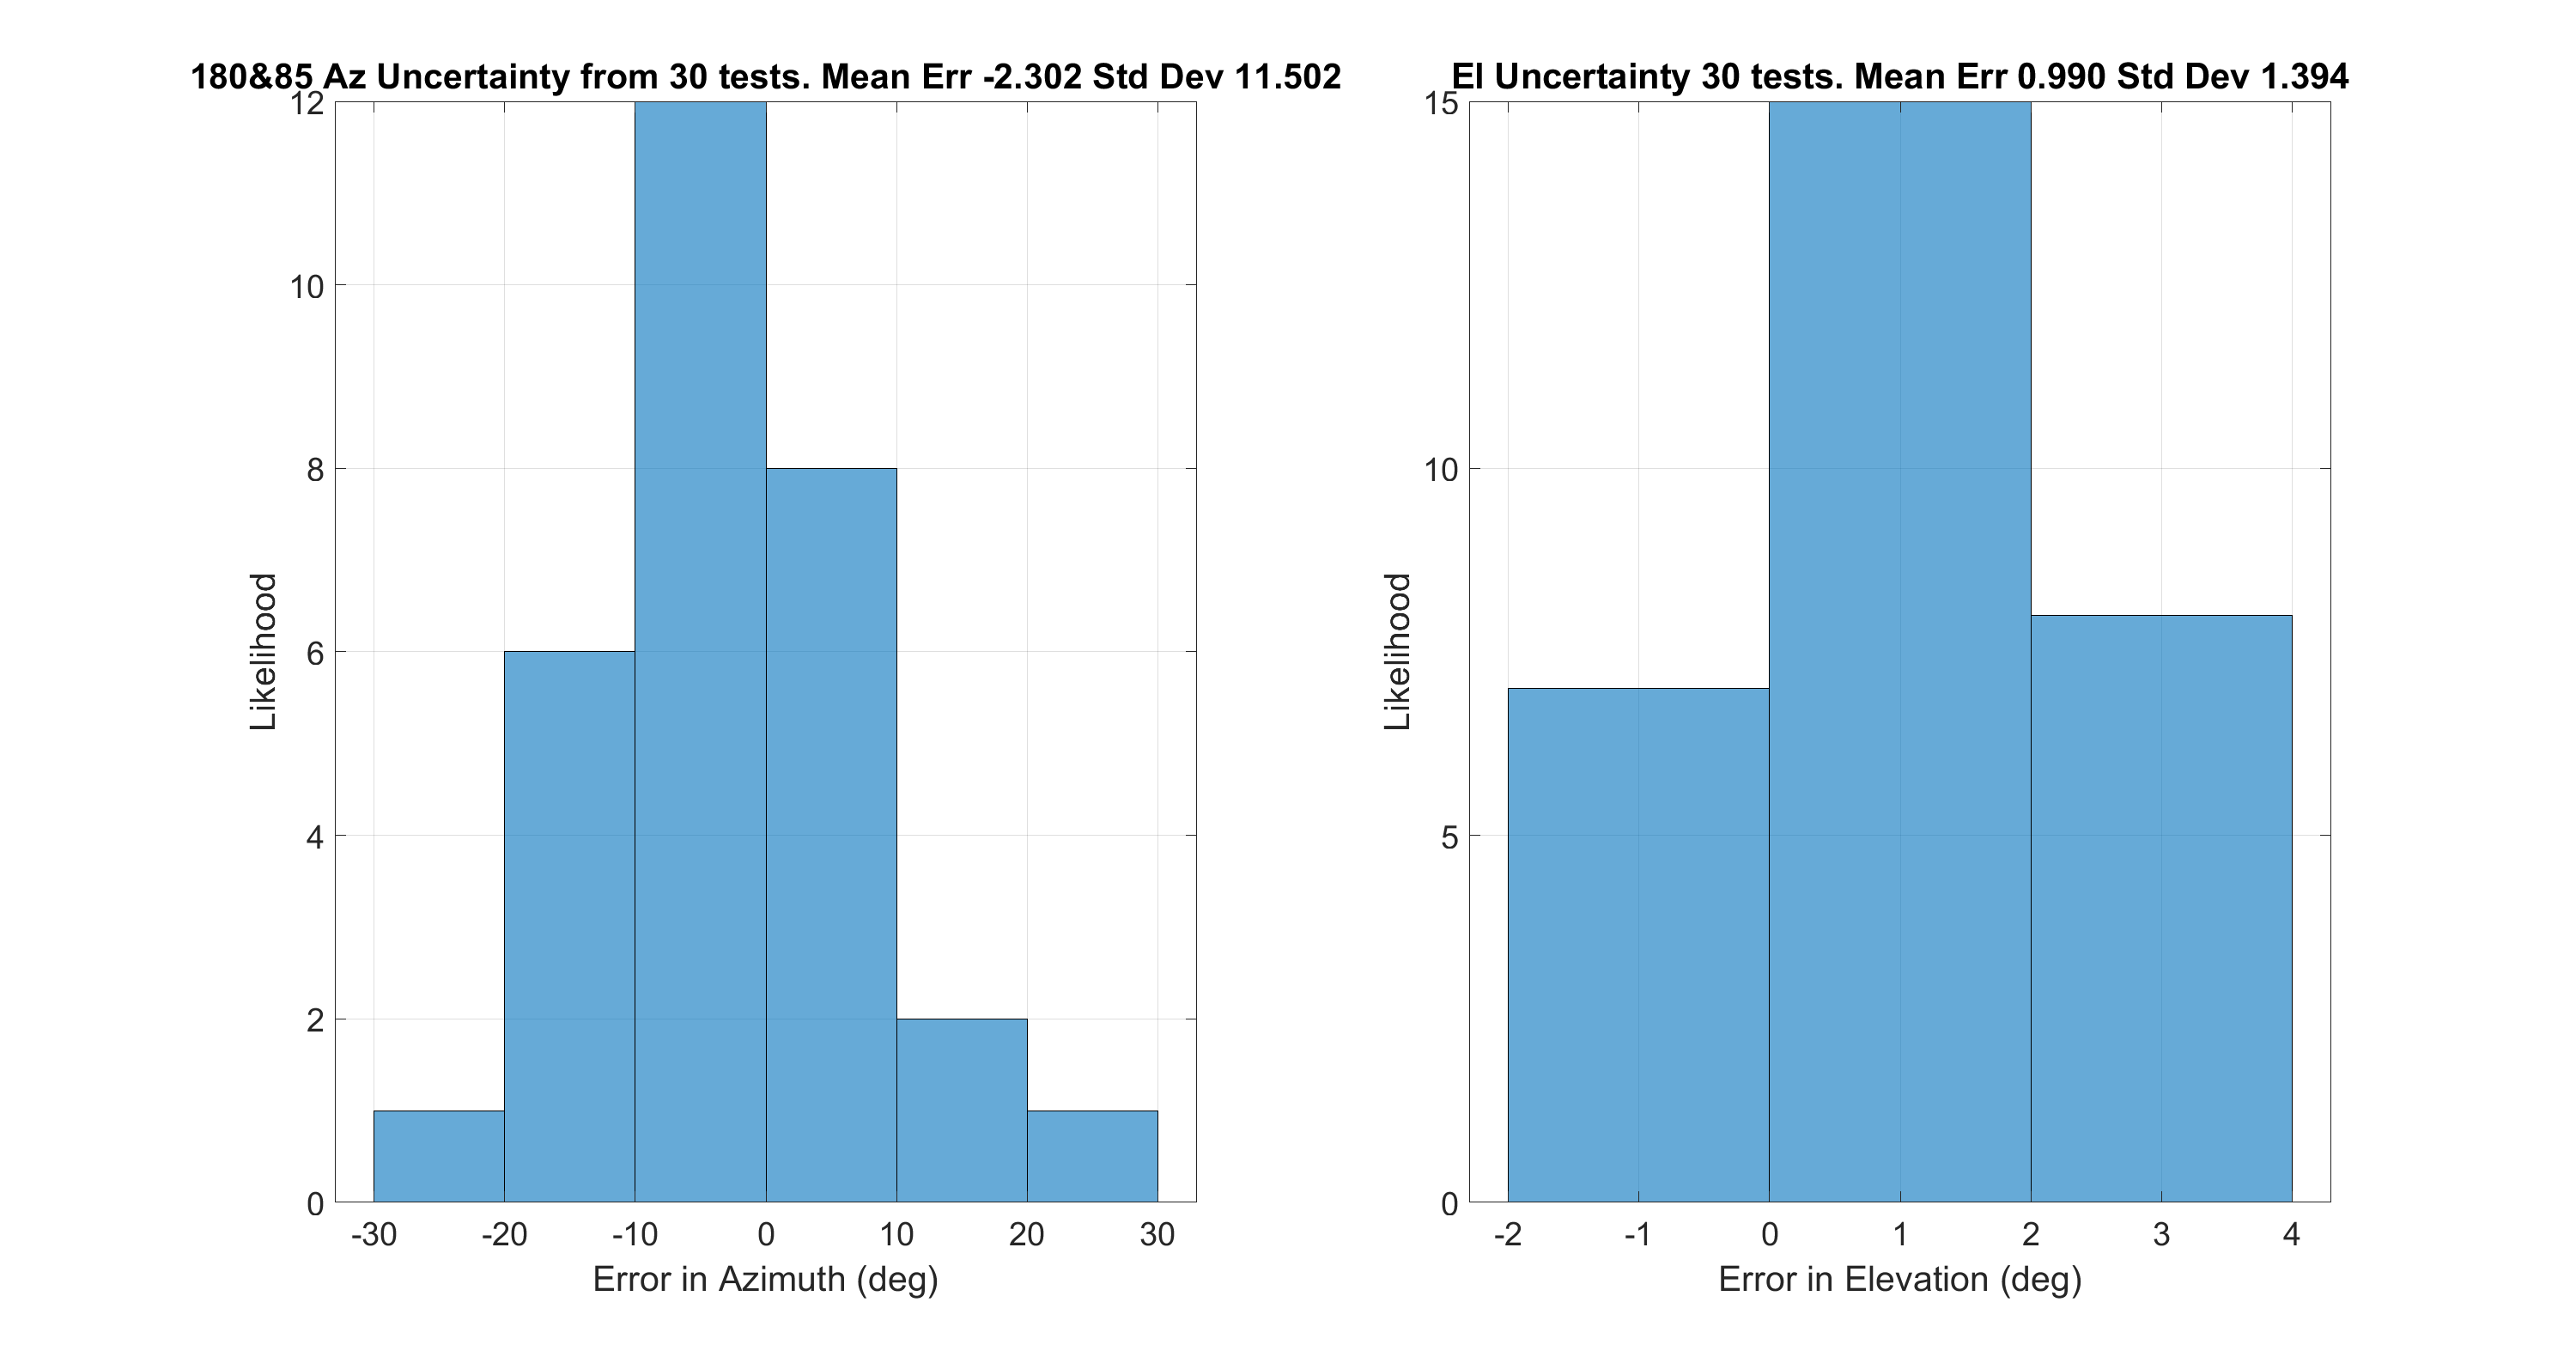 180&85 Az Uncertainty from 30 tests. Mean Err -2.302 Std Dev 11.502
12
10
8
6
4
2
0
Likelihood
-30 -20 -10 0 10 20 30
Error in Azimuth (deg)
El Uncertainty 30 tests. Mean Err 0.990 Std Dev 1.394
15
10
5
0
Likelihood
-2 -1 0 1 2 3 4
Error in Elevation (deg)